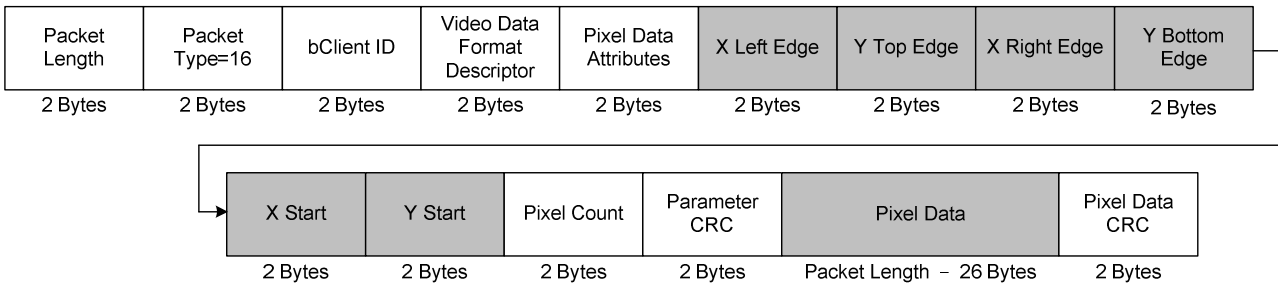 Packet
Length
Packet
Type=16
bClient ID
Video Data
Format
Descriptor
Pixel Data
Attributes
X Left Edge
Y Top Edge
X Right Edge
Y Bottom
Edge
2 Bytes
2 Bytes
2 Bytes
2 Bytes
2 Bytes
2 Bytes
2 Bytes
2 Bytes
2 Bytes
X Start
Y Start
Pixel Count
Parameter
CRC
Pixel Data
Pixel Data
CRC
2 Bytes
2 Bytes
2 Bytes
2 Bytes
Packet Length – 26 Bytes
2 Bytes